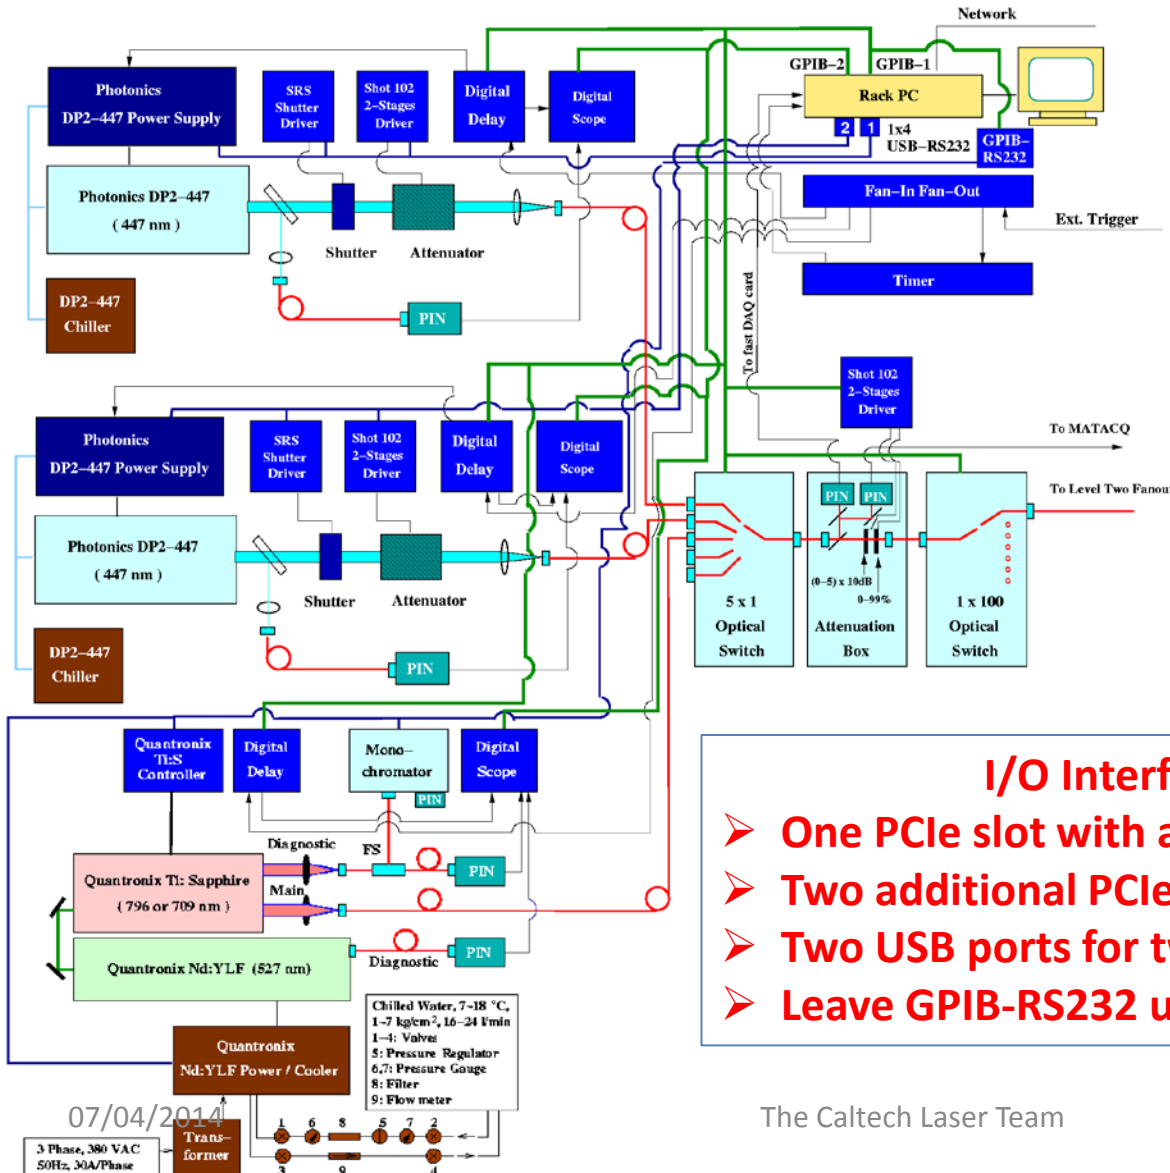 Network
GPIB-2
GPIB-1
Photonics
DP2-447 Power Supply
SRS
Shutter
Driver
Shot 102
2-Stages
Driver
Digital
Delay
Digital
Scope
Rack PC
2
1
1x4
USB-RS232
GPIB-
RS232
Photonics DP2-447
( 447 nm )
Shutter
Attenuator
Fan-In Fan-Out
Ext. Trigger
Timer
DP2-447
Chiller
PIN
To fast DAQ card
Shot 102
2-Stages
Driver
Photonics
DP2-447 Power Supply
SRS
Shutter
Driver
Shot 102
2-Stages
Driver
Digital
Delay
Digital
Scope
To MATACQ
PIN
PIN
To Level Two Fanout
Photonics DP2-447
( 447 nm )
Shutter
Attenuator
(0-5) x 10dB
0-99%
5 x 1
Optical
Switch
Attenuation
Box
1 x 100
Optical
Switch
DP2-447
Chiller
PIN
Quantronix
Ti:S
Controller
Digital
Delay
Mono-
chromator
PIN
Digital
Scope
Diagnostic
FS
PIN
Quantronix Ti: Sapphire
( 796 or 709 nm )
Main
Quantronix Nd:YLF (527 nm)
Diagnostic
PIN
I/O Interf
➢ One PCIe slot with a
➢ Two additional PCIe
➢ Two USB ports for tw
➢ Leave GPIB-RS232 u
Chilled Water, 7-18 °C,
1-7 kg/cm², 16-24 l/min
1-4: Valves
5: Pressure Regulator
6,7: Pressure Gauge
8: Filter
9: Flow meter
Quantronix
Nd:YLF Power / Cooler
07/04/2014
The Caltech Laser Team
Trans-
former
3 Phase, 380 VAC
50Hz, 30A/Phase
1 6 8 5 7 2
3 9 4